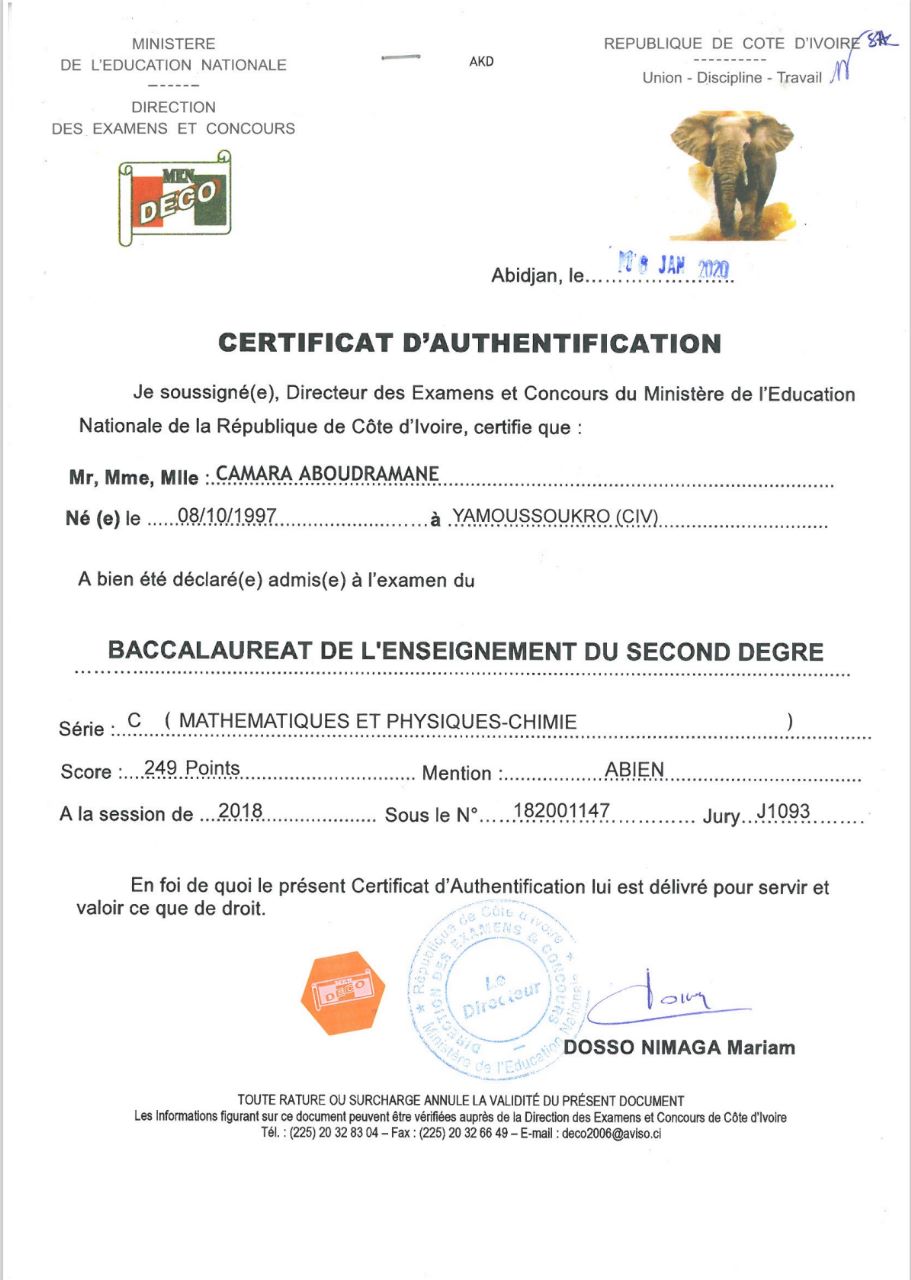 MINISTERE
DE L'EDUCATION NATIONALE
------
DIRECTION
DES EXAMENS ET CONCOURS
MEN
DECO
AKD
REPUBLIQUE DE COTE D'IVOIRE
----------
Union - Discipline - Travail
Abidjan, le.................... JAN 2020
CERTIFICAT D'AUTHENTIFICATION
Je soussigné(e), Directeur des Examens et Concours du Ministère de l'Education
Nationale de la République de Côte d'Ivoire, certifie que :
Mr, Mme, Mlle : CAMARA ABOUDRAMANE
Né (e) le 08/10/1997 à YAMOUSSOUKRO (CIV)
A bien été déclaré(e) admis(e) à l'examen du
BACCALAUREAT DE L'ENSEIGNEMENT DU SECOND DEGRE
Série : C ( MATHEMATIQUES ET PHYSIQUES-CHIMIE )
Score : 249 Points Mention : ABIEN
A la session de 2018 Sous le N° 182001147 Jury J1093
En foi de quoi le présent Certificat d'Authentification lui est délivré pour servir et
valoir ce que de droit.
MEN
DECO
République de Côte d'Ivoire
DIRECTION DES EXAMENS & CONCOURS
Le
Directeur
Ministère de l'Education Nationale
DOSSO NIMAGA Mariam
TOUTE RATURE OU SURCHARGE ANNULE LA VALIDITÉ DU PRÉSENT DOCUMENT
Les Informations figurant sur ce document peuvent être vérifiées auprès de la Direction des Examens et Concours de Côte d'Ivoire
Tél. : (225) 20 32 83 04 – Fax : (225) 20 32 66 49 – E-mail : deco2006@aviso.ci